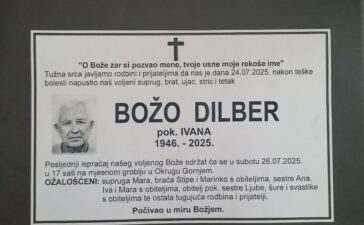 "O Bože zar si pozvao mene, tvoje usne moje rekoše ime"
Tužna srca javljamo rodbini i prijateljima da nas je dana 24.07.2025. nakon teške
bolesti napustio naš voljeni suprug, brat, ujac, stric i tetak
BOŽO DILBER
pok. IVANA
1946. - 2025.
Posljednji ispraćaj našeg voljenog Bože održat će se u subotu 26.07.2025.
u 17 sati na mjesnom groblju u Okrugu Gornjem.
OŽALOŠĆENI: supruga Mara, braća Stipe i Marinko s obiteljima, sestre Ana,
Iva i Mara s obiteljima, obitelj pok. sestre Ljube, šure i svastike
s obiteljima te ostala tugujuća rodbina i prijatelji.
Počivao u miru Božjem.